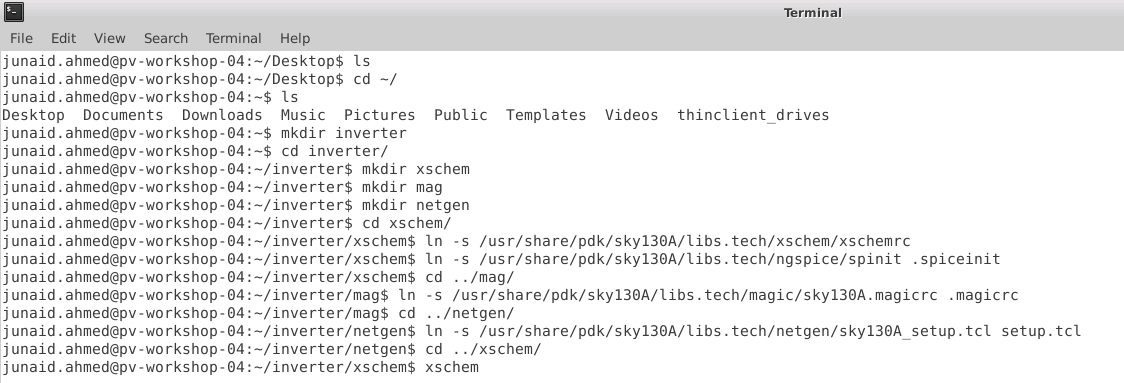 Terminal
File Edit View Search Terminal Help
junaid.ahmed@pv-workshop-04:~/Desktop$ ls
junaid.ahmed@pv-workshop-04:~/Desktop$ cd ~/
junaid.ahmed@pv-workshop-04:~$ ls
Desktop  Documents  Downloads  Music  Pictures  Public  Templates  Videos  thinclient_drives
junaid.ahmed@pv-workshop-04:~$ mkdir inverter
junaid.ahmed@pv-workshop-04:~$ cd inverter/
junaid.ahmed@pv-workshop-04:~/inverter$ mkdir xschem
junaid.ahmed@pv-workshop-04:~/inverter$ mkdir mag
junaid.ahmed@pv-workshop-04:~/inverter$ mkdir netgen
junaid.ahmed@pv-workshop-04:~/inverter$ cd xschem/
junaid.ahmed@pv-workshop-04:~/inverter/xschem$ ln -s /usr/share/pdk/sky130A/libs.tech/xschem/xschemrc
junaid.ahmed@pv-workshop-04:~/inverter/xschem$ ln -s /usr/share/pdk/sky130A/libs.tech/ngspice/spinit .spiceinit
junaid.ahmed@pv-workshop-04:~/inverter/xschem$ cd ../mag/
junaid.ahmed@pv-workshop-04:~/inverter/mag$ ln -s /usr/share/pdk/sky130A/libs.tech/magic/sky130A.magicrc .magicrc
junaid.ahmed@pv-workshop-04:~/inverter/mag$ cd ../netgen/
junaid.ahmed@pv-workshop-04:~/inverter/netgen$ ln -s /usr/share/pdk/sky130A/libs.tech/netgen/sky130A_setup.tcl setup.tcl
junaid.ahmed@pv-workshop-04:~/inverter/netgen$ cd ../xschem/
junaid.ahmed@pv-workshop-04:~/inverter/xschem$ xschem